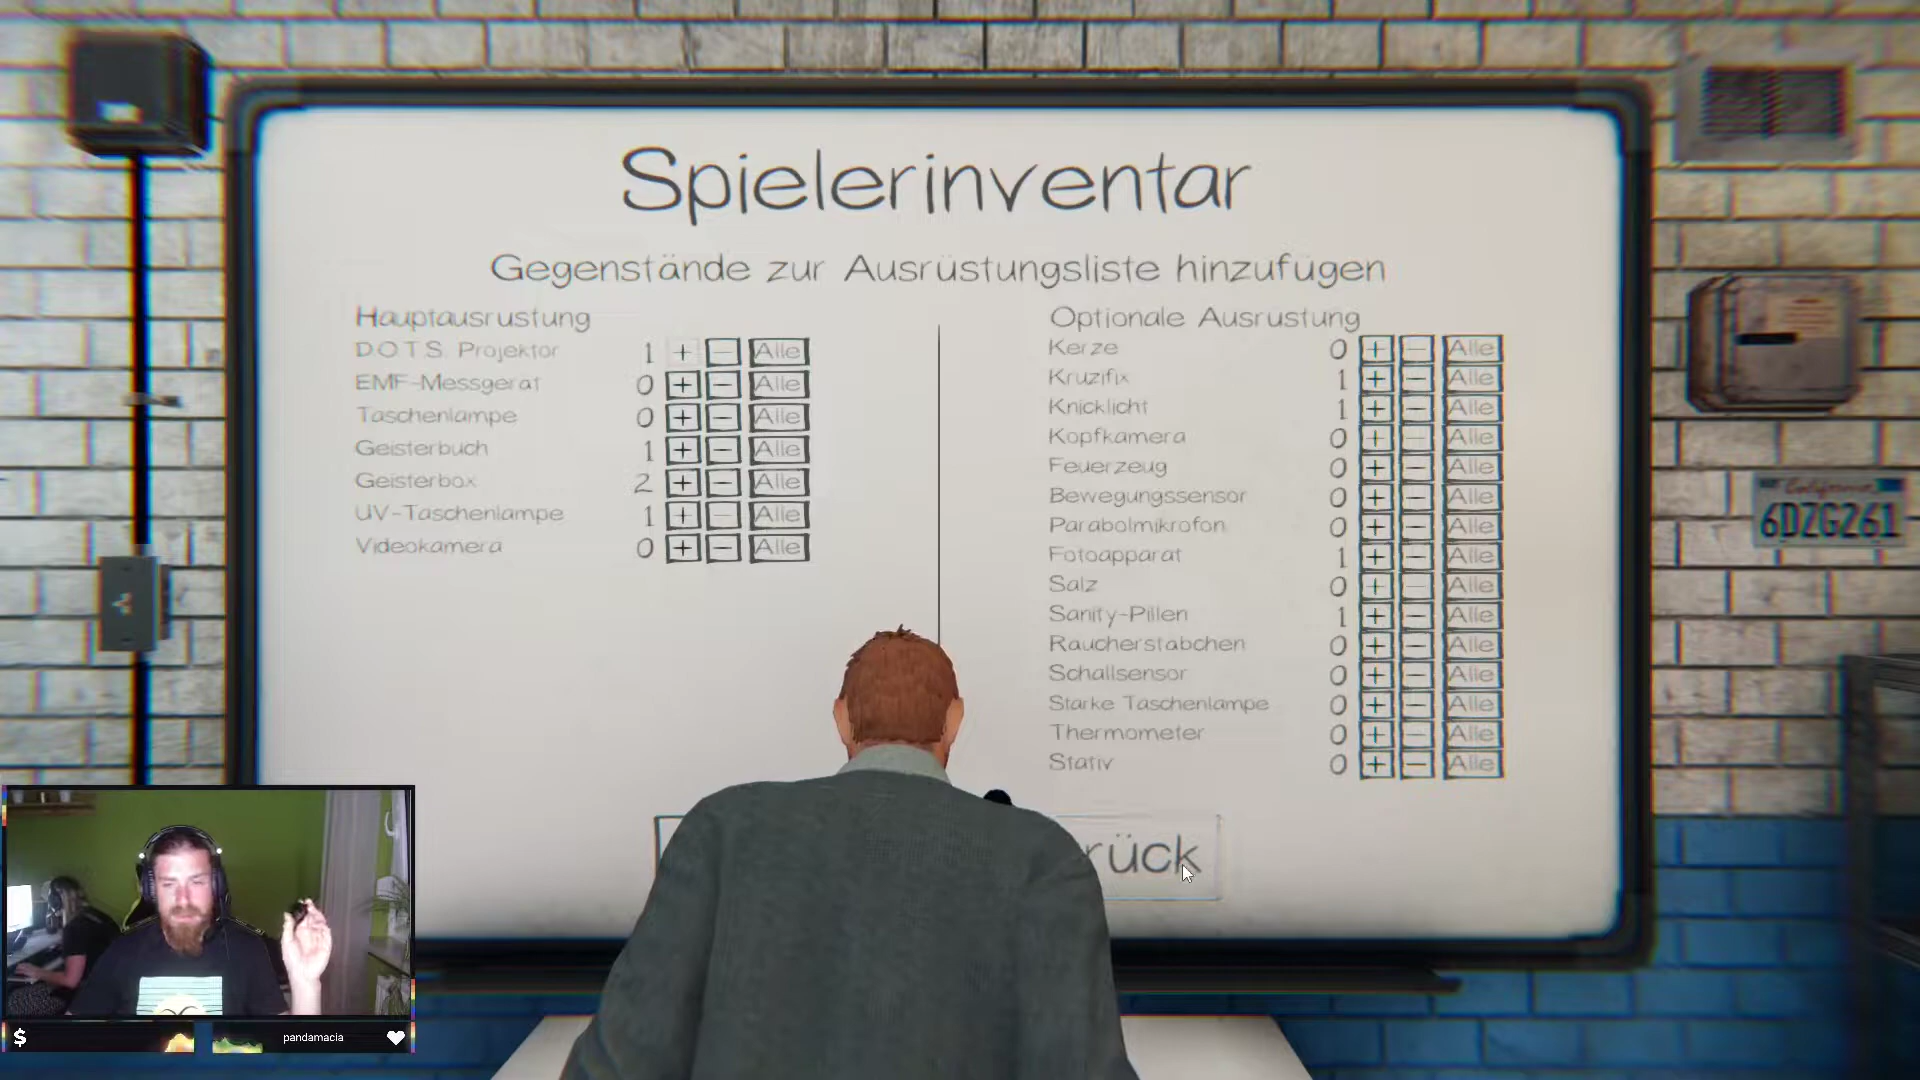 Spielerinventar
Gegenstände zur Ausrüstungsliste hinzufügen
Hauptausrustung
D.O.T.S. Projektor 1 + - Alle
EMF-Messgerat 0 + - Alle
Taschenlampe 0 + - Alle
Geisterbuch 1 + - Alle
Geisterbox 2 + - Alle
UV-Taschenlampe 1 + - Alle
Videokamera 0 + - Alle
Optionale Ausrustung
Kerze 0 + - Alle
Kruzifix 1 + - Alle
Knicklicht 1 + - Alle
Kopfkamera 0 + - Alle
Feuerzeug 0 + - Alle
Bewegungssensor 0 + - Alle
Parabolmikrofon 0 + - Alle
Fotoapparat 1 + - Alle
Salz 0 + - Alle
Sanity-Pillen 1 + - Alle
Raucherstabchen 0 + - Alle
Schallsensor 0 + - Alle
Starke Taschenlampe 0 + - Alle
Thermometer 0 + - Alle
Stativ 0 + - Alle
rück
California
6DZG261
$
pandamacia